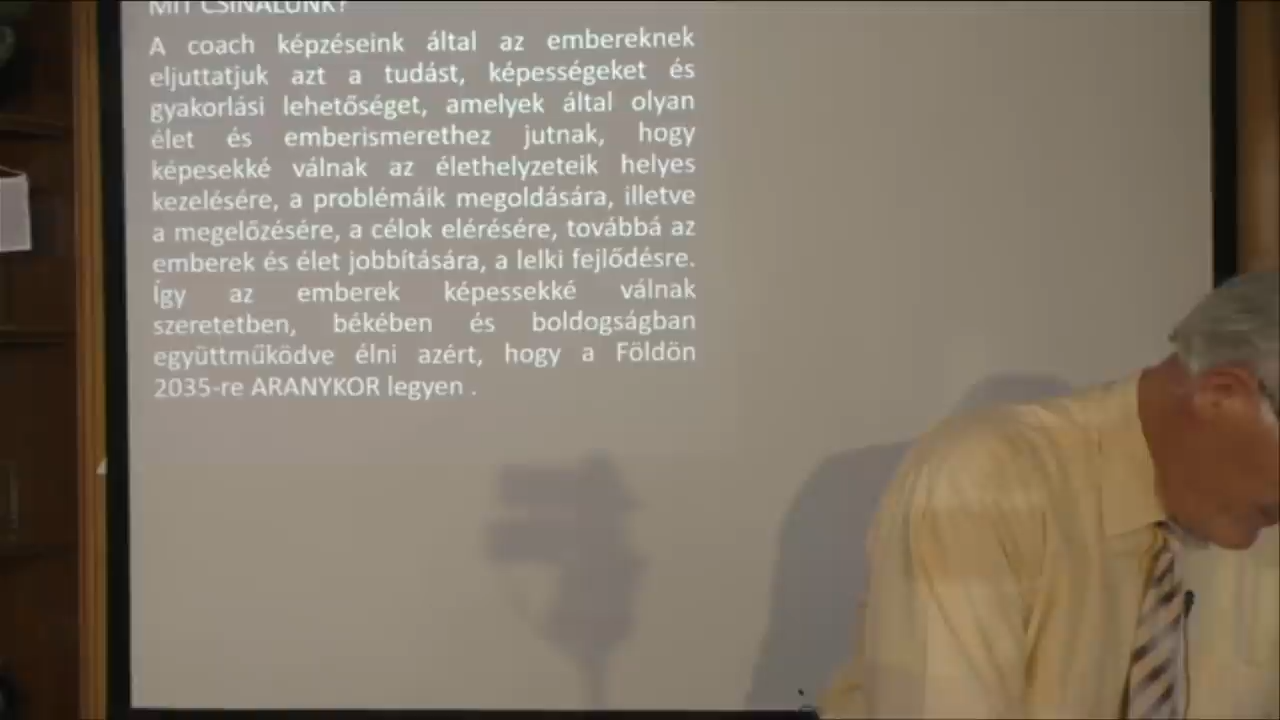 MIT CSINÁLUNK?
A coach képzéseink által az embereknek
eljuttatjuk azt a tudást, képességeket és
gyakorlási lehetőséget, amelyek által olyan
élet és emberismerethez jutnak, hogy
képesekké válnak az élethelyzeteik helyes
kezelésére, a problémáik megoldására, illetve
a megelőzésére, a célok elérésére, továbbá az
emberek és élet jobbítására, a lelki fejlődésre.
Így az emberek képessekké válnak
szeretetben, békében és boldogságban
együttműködve élni azért, hogy a Földön
2035-re ARANYKOR legyen .